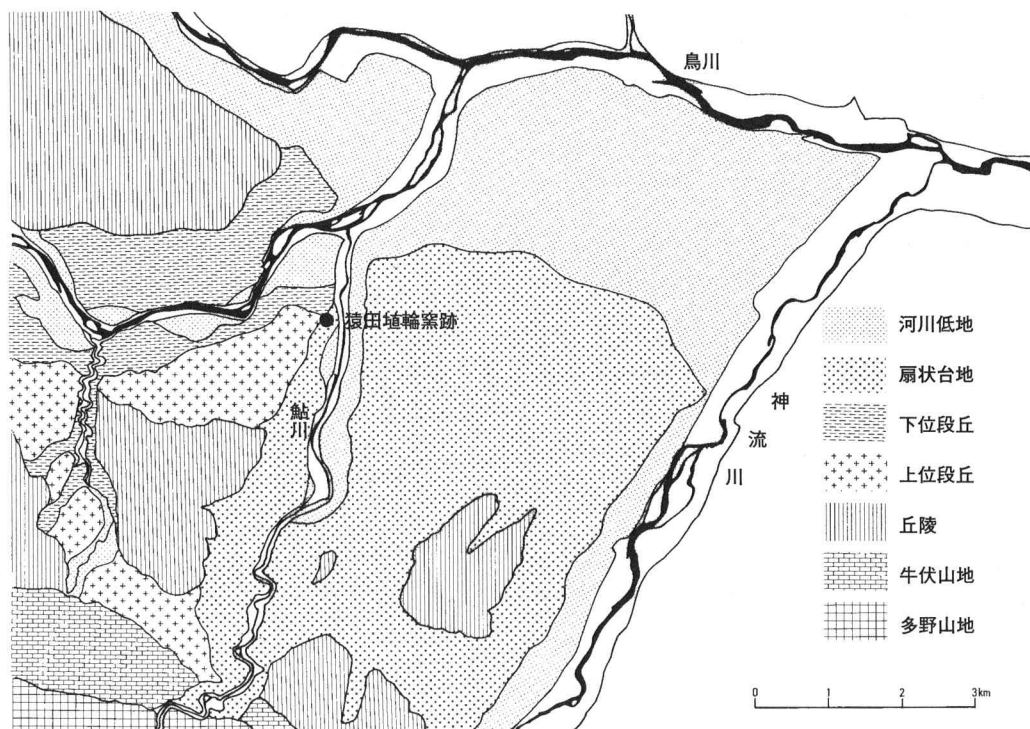 烏川
猿田埴輪窯跡
鮎川
神流川
河川低地
扇状台地
下位段丘
上位段丘
丘陵
牛伏山地
多野山地
0 1 2 3km